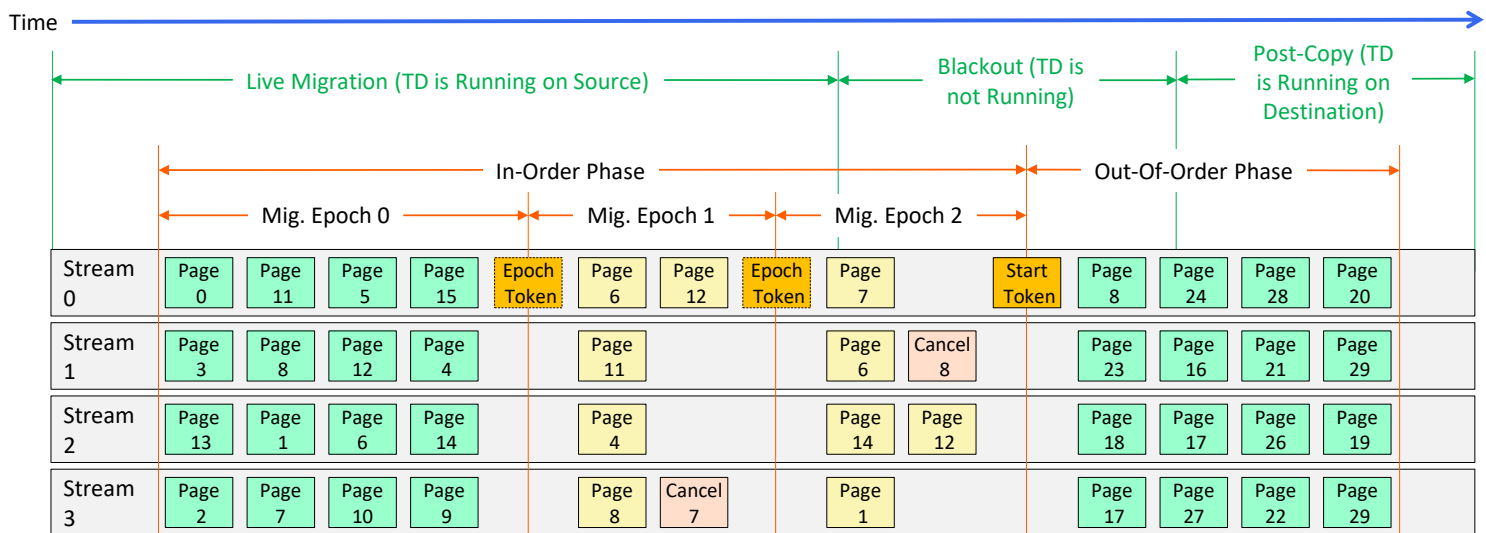 Time
Live Migration (TD is Running on Source)
Blackout (TD is
not Running)
Post-Copy (TD
is Running on
Destination)
In-Order Phase
Out-Of-Order Phase
Mig. Epoch 0
Mig. Epoch 1
Mig. Epoch 2
Stream
0
Page
0
Page
11
Page
5
Page
15
Epoch
Token
Page
6
Page
12
Epoch
Token
Page
7
Start
Token
Page
8
Page
24
Page
28
Page
20
Stream
1
Page
3
Page
8
Page
12
Page
4
Page
11
Page
6
Cancel
8
Page
23
Page
16
Page
21
Page
29
Stream
2
Page
13
Page
1
Page
6
Page
14
Page
4
Page
14
Page
12
Page
18
Page
17
Page
26
Page
19
Stream
3
Page
2
Page
7
Page
10
Page
9
Page
8
Cancel
7
Page
1
Page
17
Page
27
Page
22
Page
29